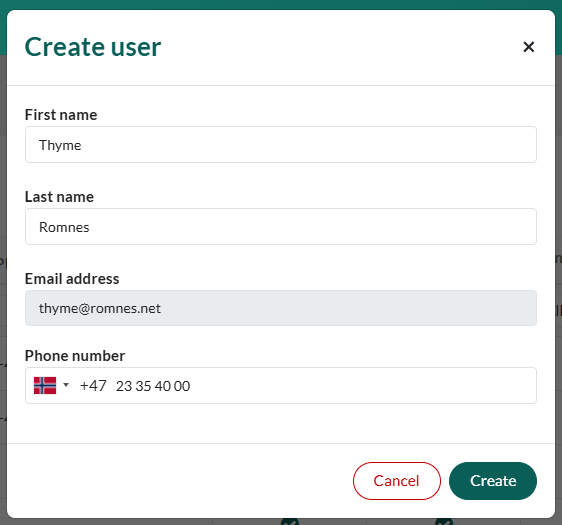 Create user
First name
Thyme
Last name
Romnes
Email address
thyme@romnes.net
Phone number
+47 23 35 40 00
Cancel Create